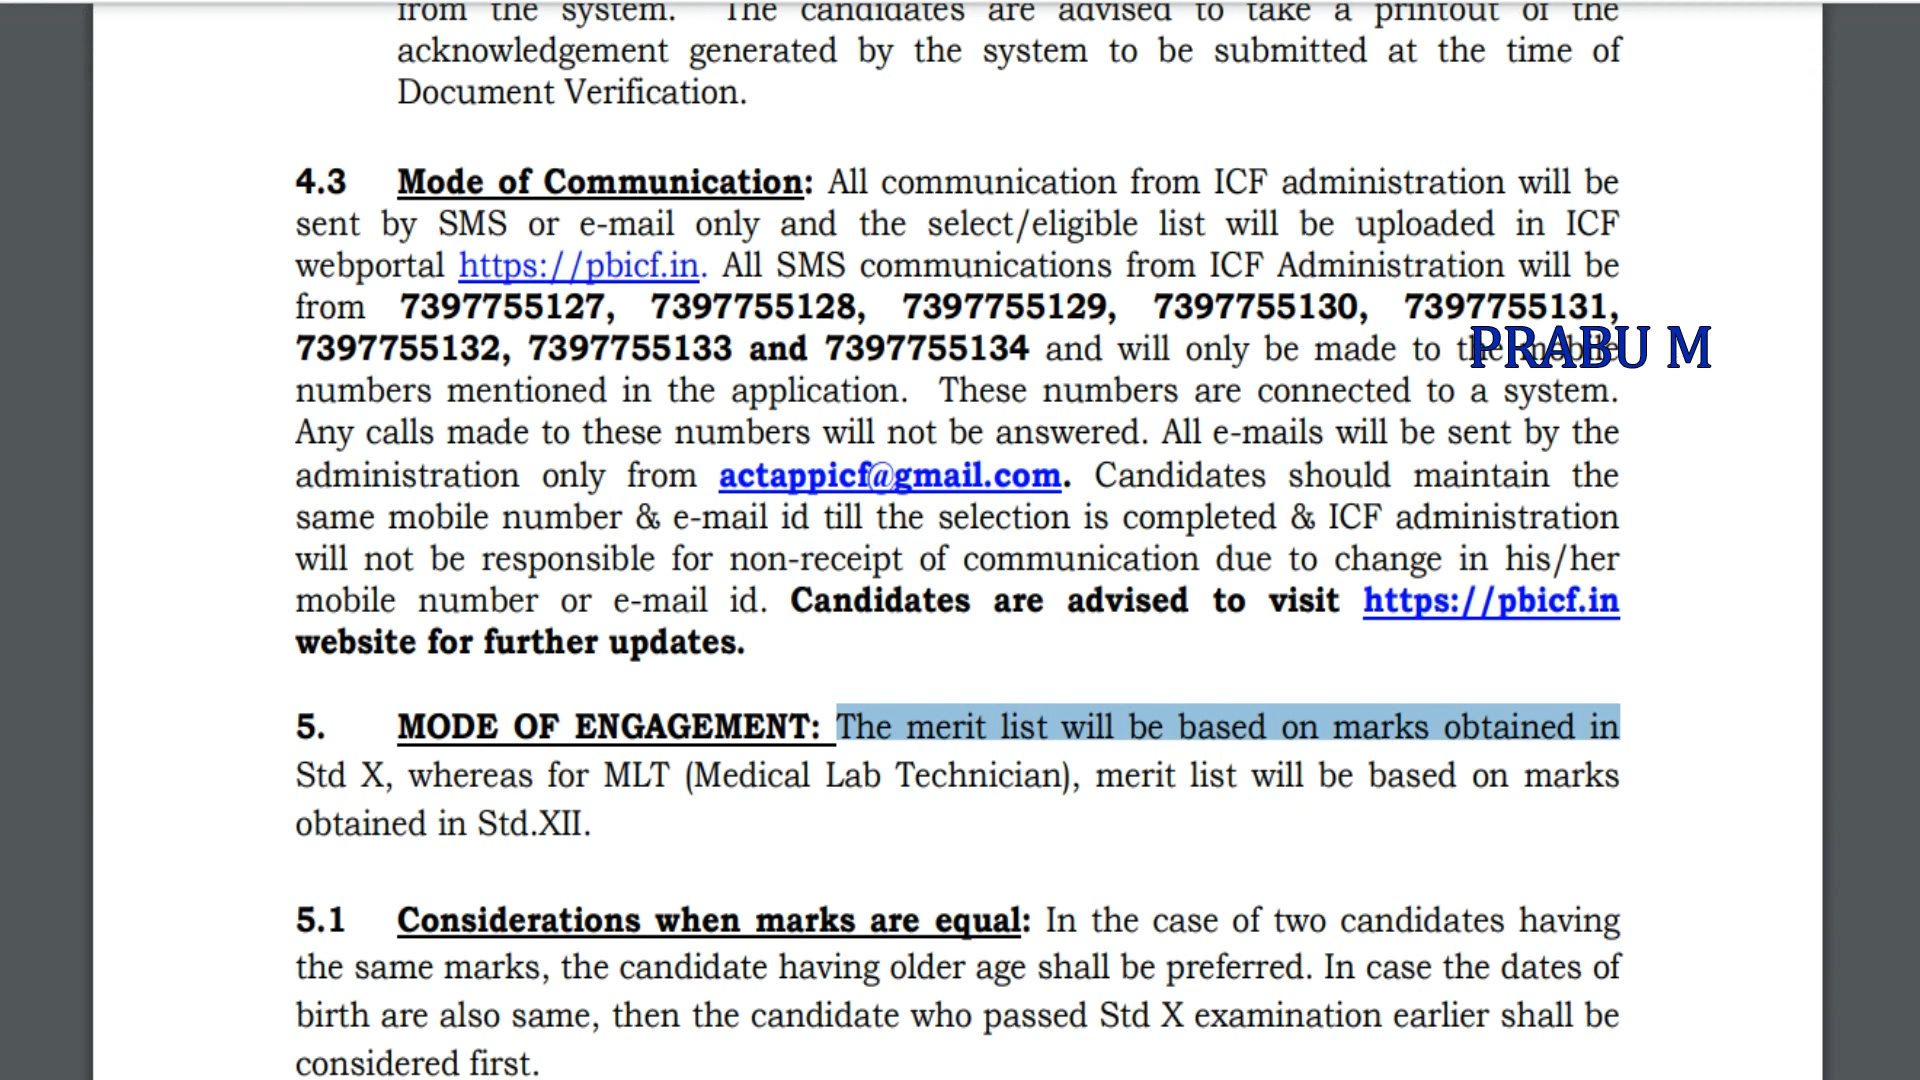 from the system. The candidates are advised to take a printout of the
acknowledgement generated by the system to be submitted at the time of
Document Verification.
4.3 Mode of Communication: All communication from ICF administration will be
sent by SMS or e-mail only and the select/eligible list will be uploaded in ICF
webportal https://pbicf.in. All SMS communications from ICF Administration will be
from 7397755127, 7397755128, 7397755129, 7397755130, 7397755131,
7397755132, 7397755133 and 7397755134 and will only be made to the mobile
PRABU M
numbers mentioned in the application. These numbers are connected to a system.
Any calls made to these numbers will not be answered. All e-mails will be sent by the
administration only from actappicf@gmail.com. Candidates should maintain the
same mobile number & e-mail id till the selection is completed & ICF administration
will not be responsible for non-receipt of communication due to change in his/her
mobile number or e-mail id. Candidates are advised to visit https://pbicf.in
website for further updates.
5. MODE OF ENGAGEMENT: The merit list will be based on marks obtained in
Std X, whereas for MLT (Medical Lab Technician), merit list will be based on marks
obtained in Std.XII.
5.1 Considerations when marks are equal: In the case of two candidates having
the same marks, the candidate having older age shall be preferred. In case the dates of
birth are also same, then the candidate who passed Std X examination earlier shall be
considered first.